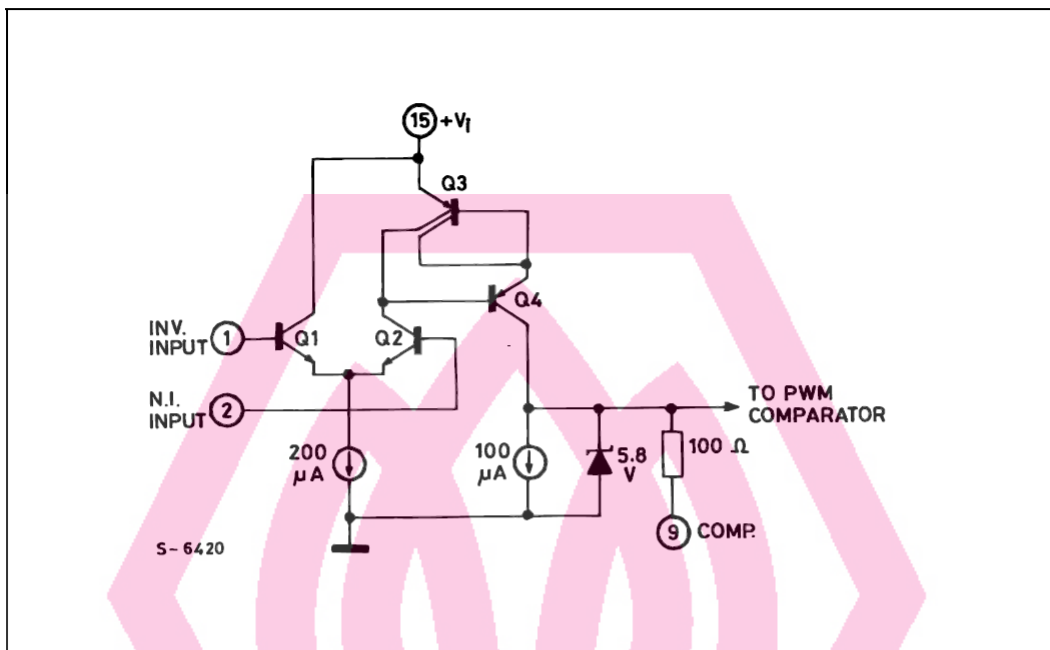 15 +Vi
Q3
Q4
INV.
INPUT 1 Q1 Q2
N.I.
INPUT 2
TO PWM
COMPARATOR
200
μA
100
μA
5.8
V
100 Ω
9 COMP.
S-6420